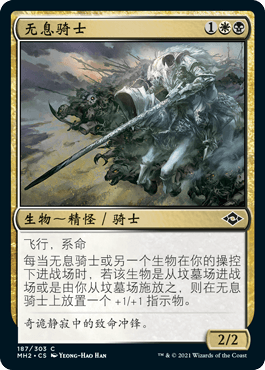 无息骑士 1
生物～精怪／骑士
飞行，系命
每当无息骑士或另一个生物在你的操控
下进战场时，若该生物是从坟墓场进战
场或是由你从坟墓场施放之，则在无息
骑士上放置一个 +1/+1 指示物。
奇诡静寂中的致命冲锋。
2/2
187/303 C
MH2 • CS Yeong-Hao Han
™ & © 2021 Wizards of the Coast